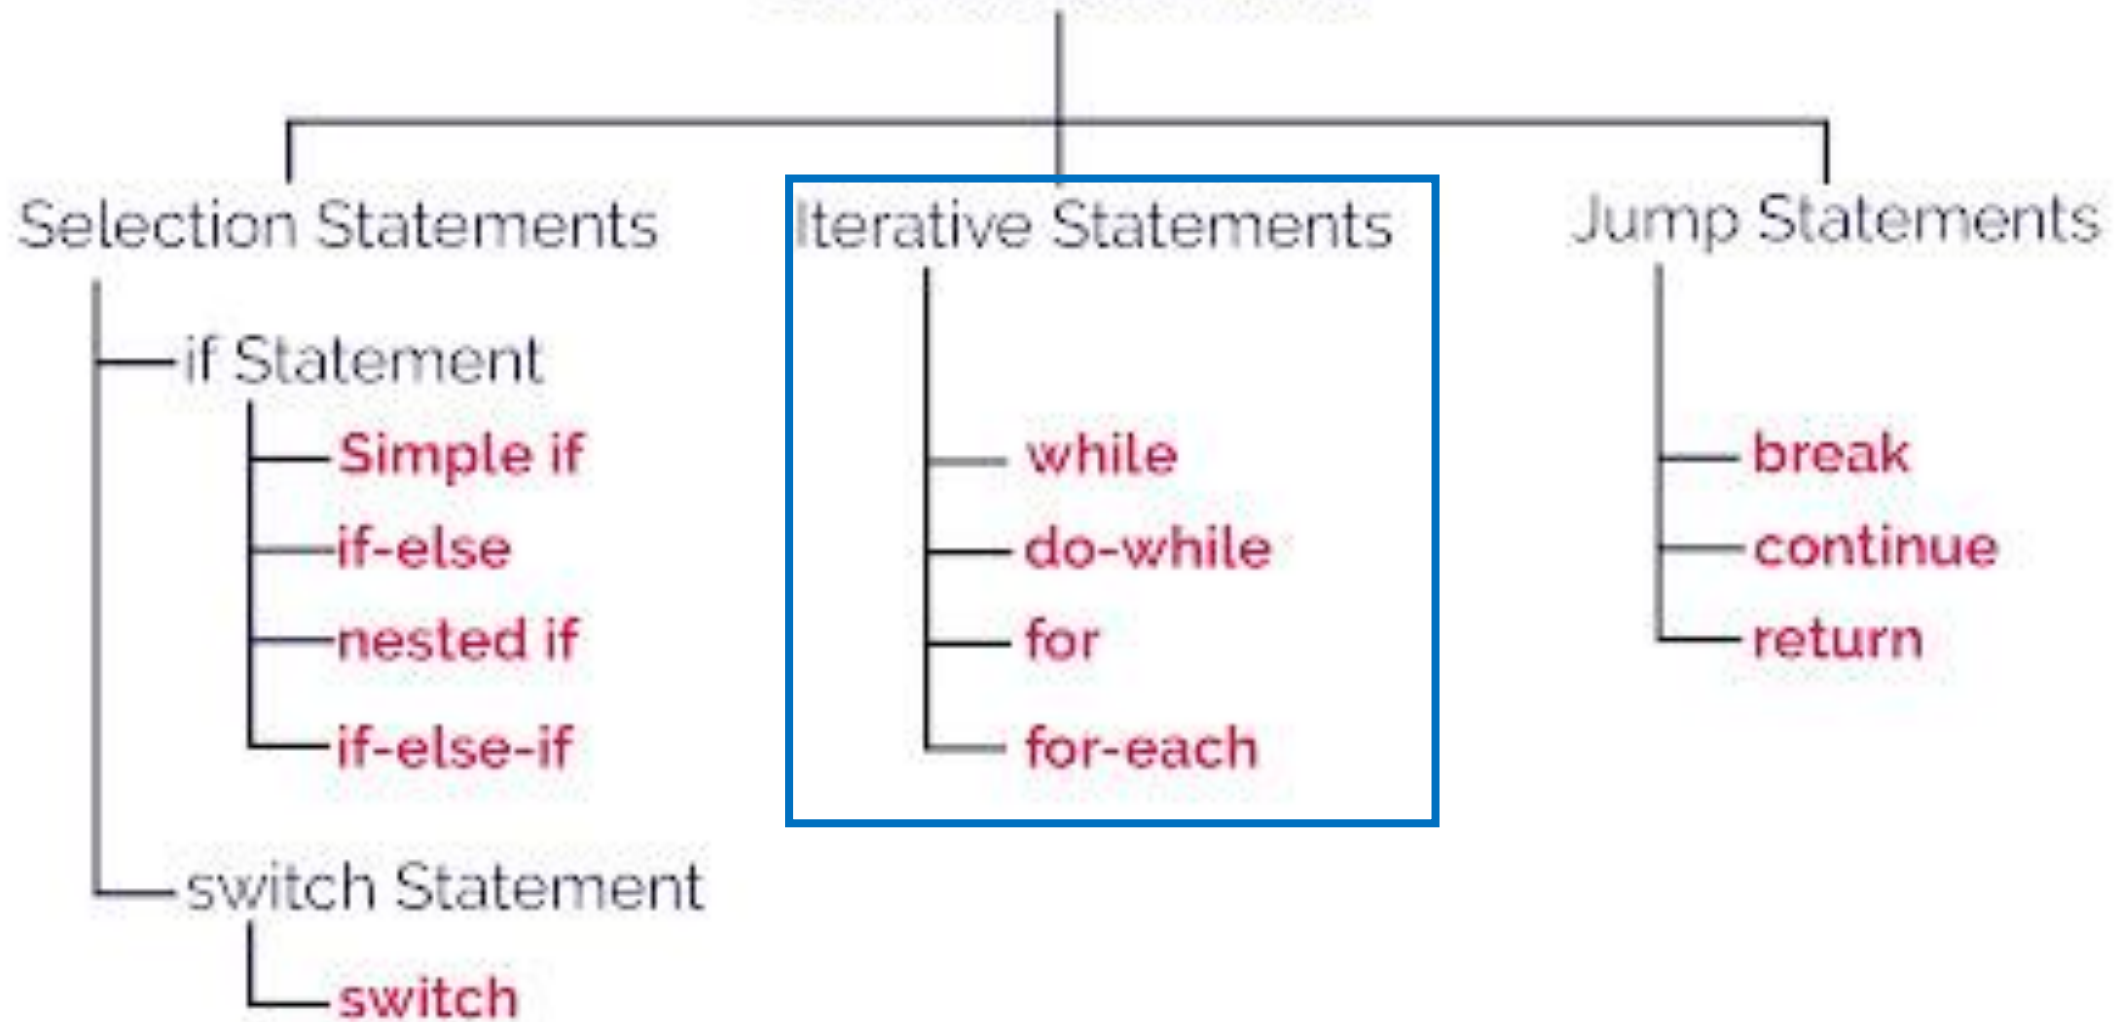 Selection Statements
if Statement
Simple if
if-else
nested if
if-else-if
switch Statement
switch
Iterative Statements
while
do-while
for
for-each
Jump Statements
break
continue
return